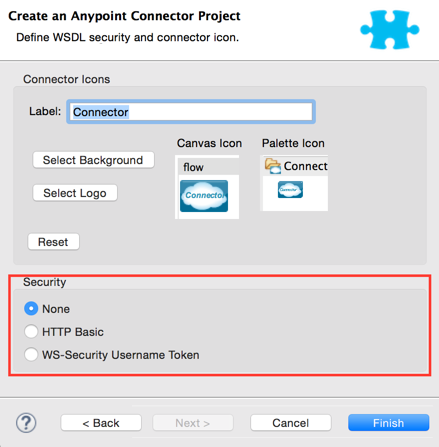 Create an Anypoint Connector Project
Define WSDL security and connector icon.
Connector Icons
Label: Connector
Canvas Icon Palette Icon
Select Background
flow
Connect
Connector
Connector
Select Logo
Reset
Security
None
HTTP Basic
WS-Security Username Token
? < Back Next > Cancel Finish